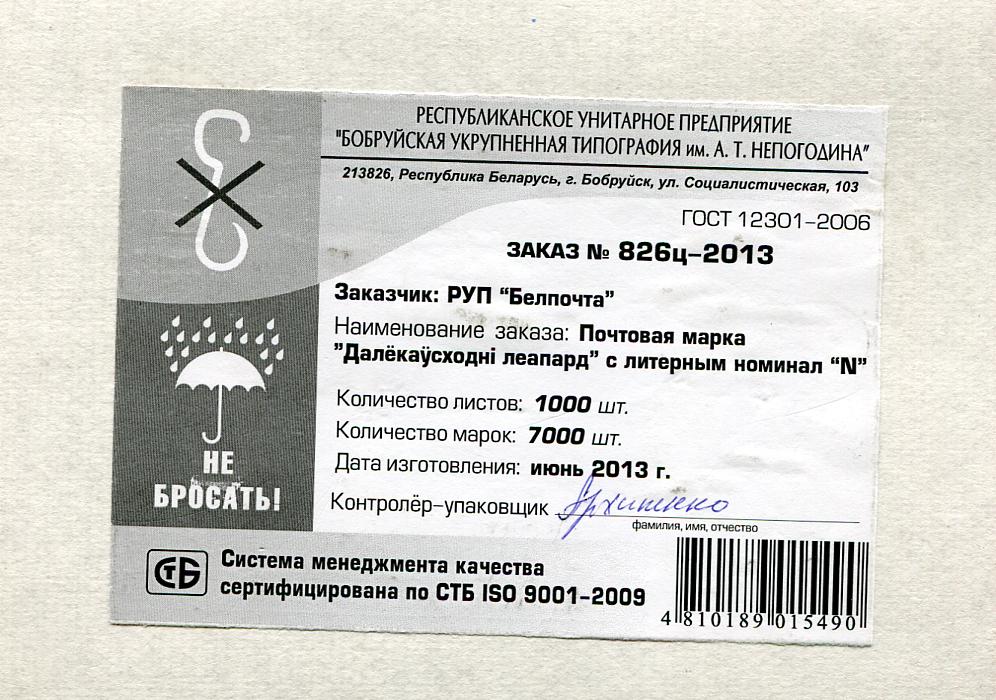 РЕСПУБЛИКАНСКОЕ УНИТАРНОЕ ПРЕДПРИЯТИЕ
"БОБРУЙСКАЯ УКРУПНЕННАЯ ТИПОГРАФИЯ им. А. Т. НЕПОГОДИНА"
213826, Республика Беларусь, г. Бобруйск, ул. Социалистическая, 103
ГОСТ 12301-2006
ЗАКАЗ № 826ц-2013
Заказчик: РУП "Белпочта"
Наименование заказа: Почтовая марка
"Далёкаўсходні леапард" с литерным номинал "N"
Количество листов: 1000 шт.
Количество марок: 7000 шт.
Дата изготовления: июнь 2013 г.
Контролёр-упаковщик
фамилия, имя, отчество
НЕ
БРОСАТЬ!
СТБ
Система менеджмента качества
сертифицирована по СТБ ISO 9001-2009
4 810189 015490